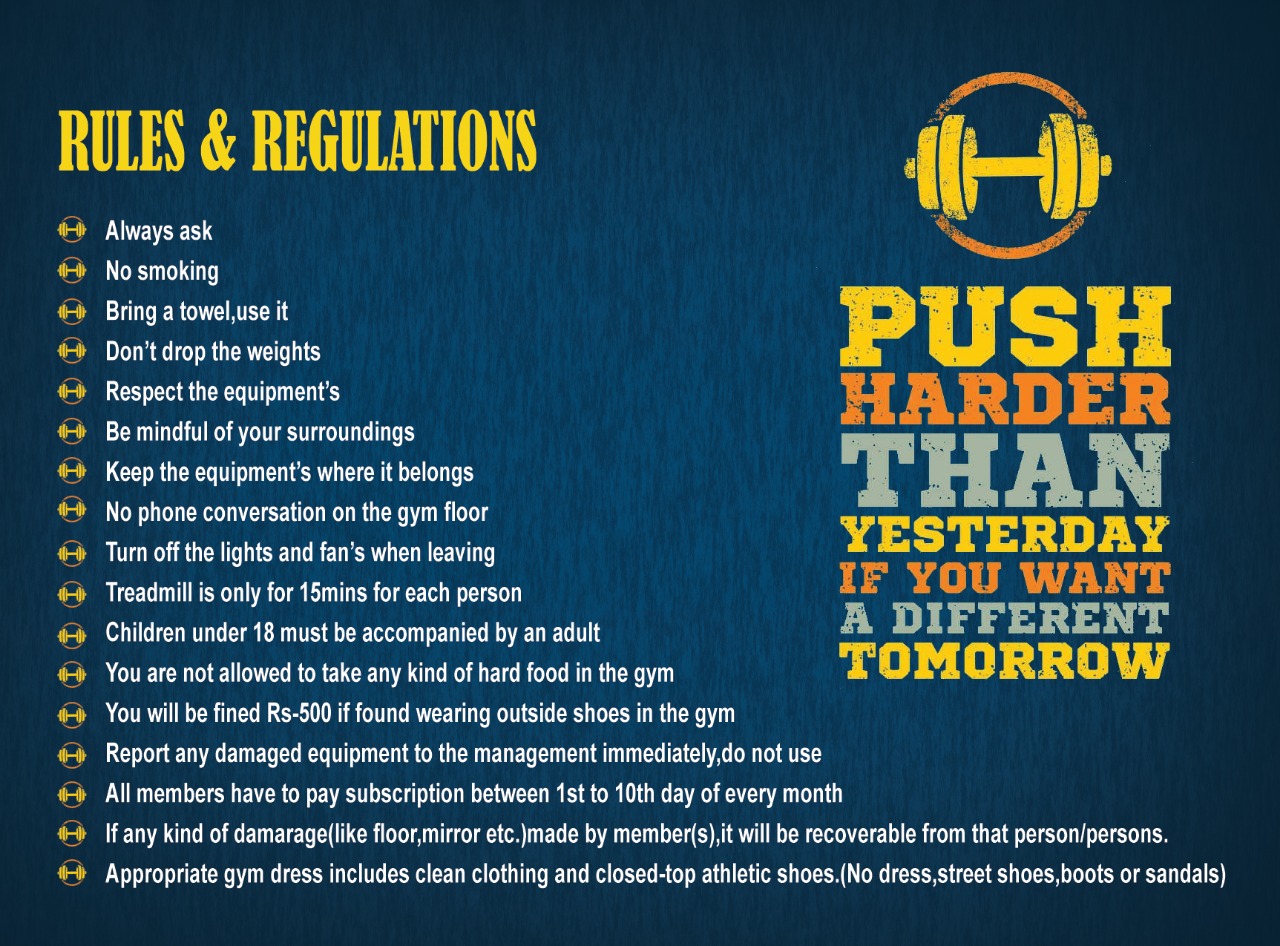 RULES & REGULATIONS
Always ask
No smoking
Bring a towel,use it
Don’t drop the weights
Respect the equipment’s
Be mindful of your surroundings
Keep the equipment’s where it belongs
No phone conversation on the gym floor
Turn off the lights and fan’s when leaving
Treadmill is only for 15mins for each person
Children under 18 must be accompanied by an adult
You are not allowed to take any kind of hard food in the gym
You will be fined Rs-500 if found wearing outside shoes in the gym
Report any damaged equipment to the management immediately,do not use
All members have to pay subscription between 1st to 10th day of every month
If any kind of damarage(like floor,mirror etc.)made by member(s),it will be recoverable from that person/persons.
Appropriate gym dress includes clean clothing and closed-top athletic shoes.(No dress,street shoes,boots or sandals)
PUSH
HARDER
THAN
YESTERDAY
IF YOU WANT
A DIFFERENT
TOMORROW